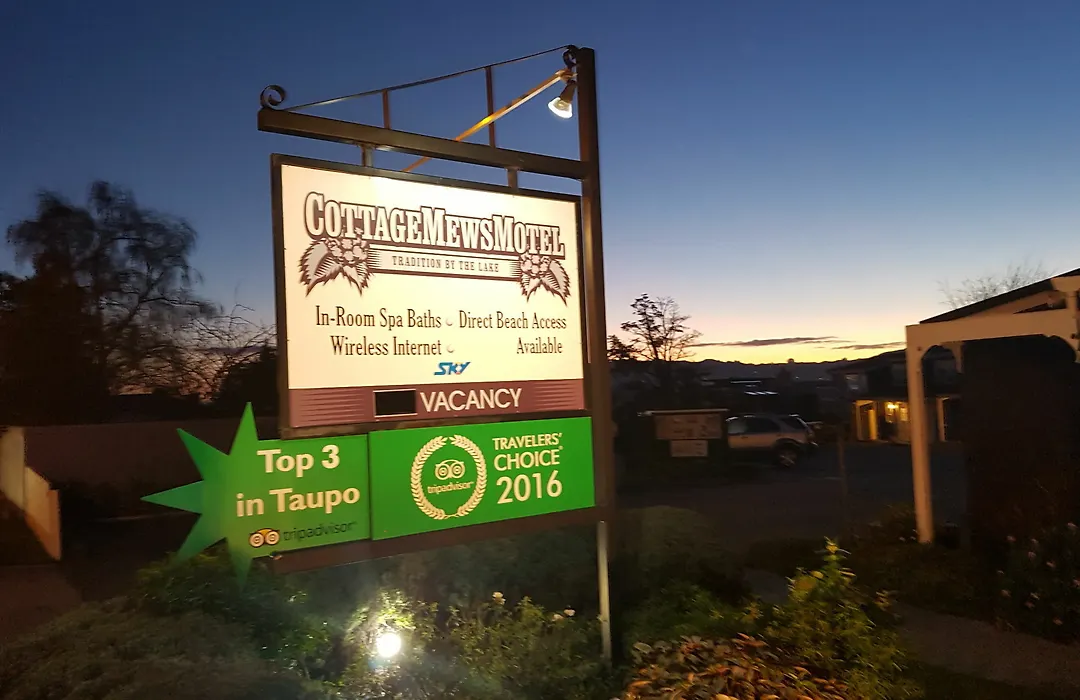 COTTAGEMEWSMOTEL
TRADITION BY THE LAKE
In-Room Spa Baths Direct Beach Access
Wireless Internet Available
SKY
VACANCY
Top 3
in Taupo
tripadvisor®
tripadvisor®
TRAVELERS'
CHOICE®
2016